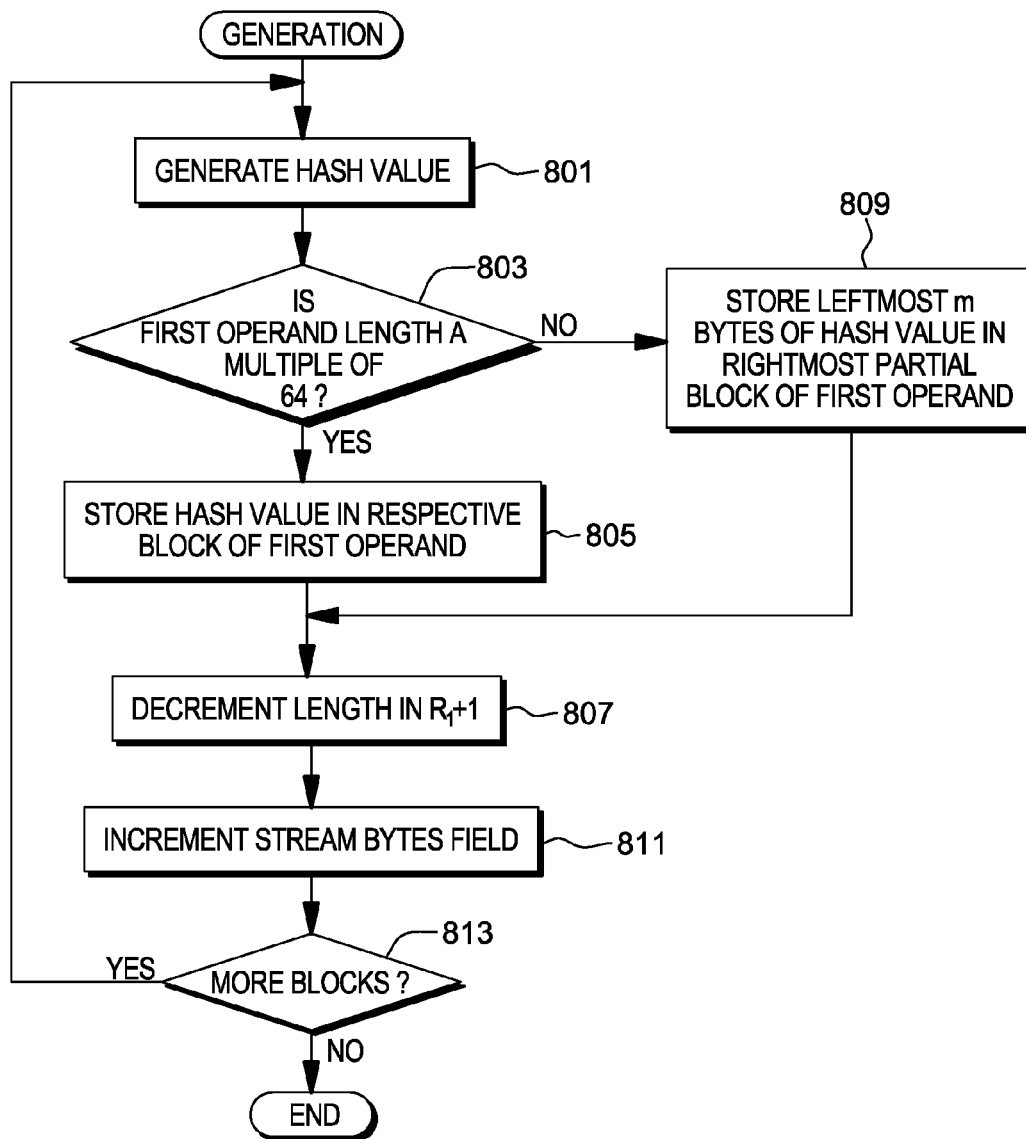 GENERATION
GENERATE HASH VALUE
801
809
803
IS
FIRST OPERAND LENGTH A
MULTIPLE OF
64 ?
NO
STORE LEFTMOST m
BYTES OF HASH VALUE IN
RIGHTMOST PARTIAL
BLOCK OF FIRST OPERAND
YES
STORE HASH VALUE IN RESPECTIVE
BLOCK OF FIRST OPERAND
805
DECREMENT LENGTH IN R₁+1
807
INCREMENT STREAM BYTES FIELD
811
813
YES
MORE BLOCKS ?
NO
END